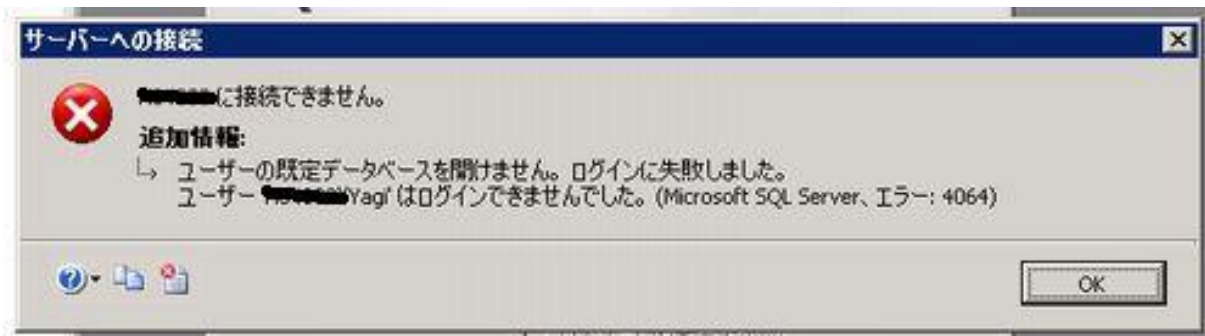 サーバーへの接続
に接続できません。
追加情報:
ユーザーの既定データベースを開けません。ログインに失敗しました。
ユーザー Yagi' はログインできませんでした。(Microsoft SQL Server、エラー: 4064)
OK